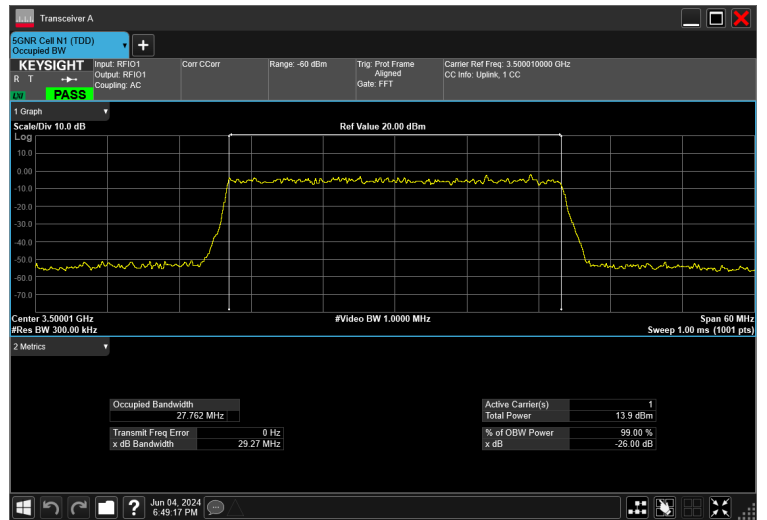 Transceiver A
5GNR Cell N1 (TDD)
Occupied BW
KEYSIGHT
R T
LXI
PASS
Input: RFIO1
Output: RFIO1
Coupling: AC
Corr CCorr
Range: -60 dBm
Trig: Prot Frame
Aligned
Gate: FFT
Carrier Ref Freq: 3.500010000 GHz
CC Info: Uplink, 1 CC
1 Graph
Scale/Div 10.0 dB
Ref Value 20.00 dBm
Log
10.0
0.00
-10.0
-20.0
-30.0
-40.0
-50.0
-60.0
-70.0
Center 3.50001 GHz
#Video BW 1.0000 MHz
Span 60 MHz
#Res BW 300.00 kHz
Sweep 1.00 ms (1001 pts)
2 Metrics
Occupied Bandwidth
27.762 MHz
Transmit Freq Error 0 Hz
x dB Bandwidth 29.27 MHz
Active Carrier(s) 1
Total Power 13.9 dBm
% of OBW Power 99.00 %
x dB -26.00 dB
?
Jun 04, 2024
6:49:17 PM